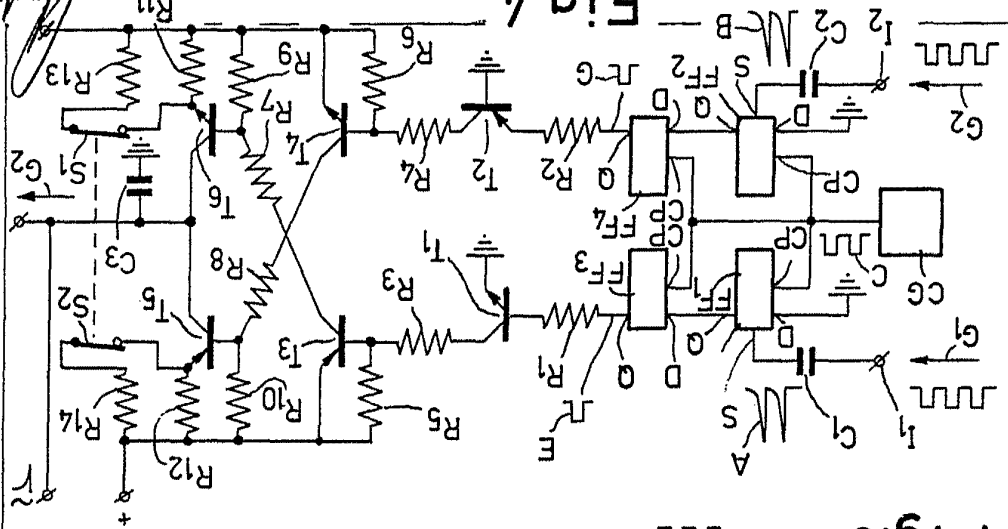 +
A
R12
E
I1
C1
S
R5
R10
R14
G1
D
Q
Q
D
R1
R3
T3
T5
S2
CG
C
CP
FF1
CP
FF3
T1
R8
C3
CP
CP
FF4
T6
G2
D
Q
Q
R2
T2
R4
T4
S1
G2
S
FF2
D
G
R7
I2
C2
B
R6
R9
R11
R13
Fig 4